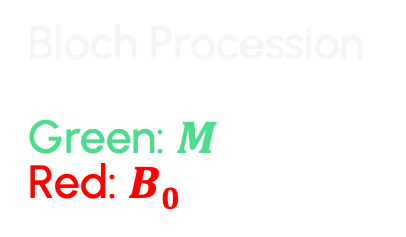 Bloch Procession
Green: M
Red: B₀